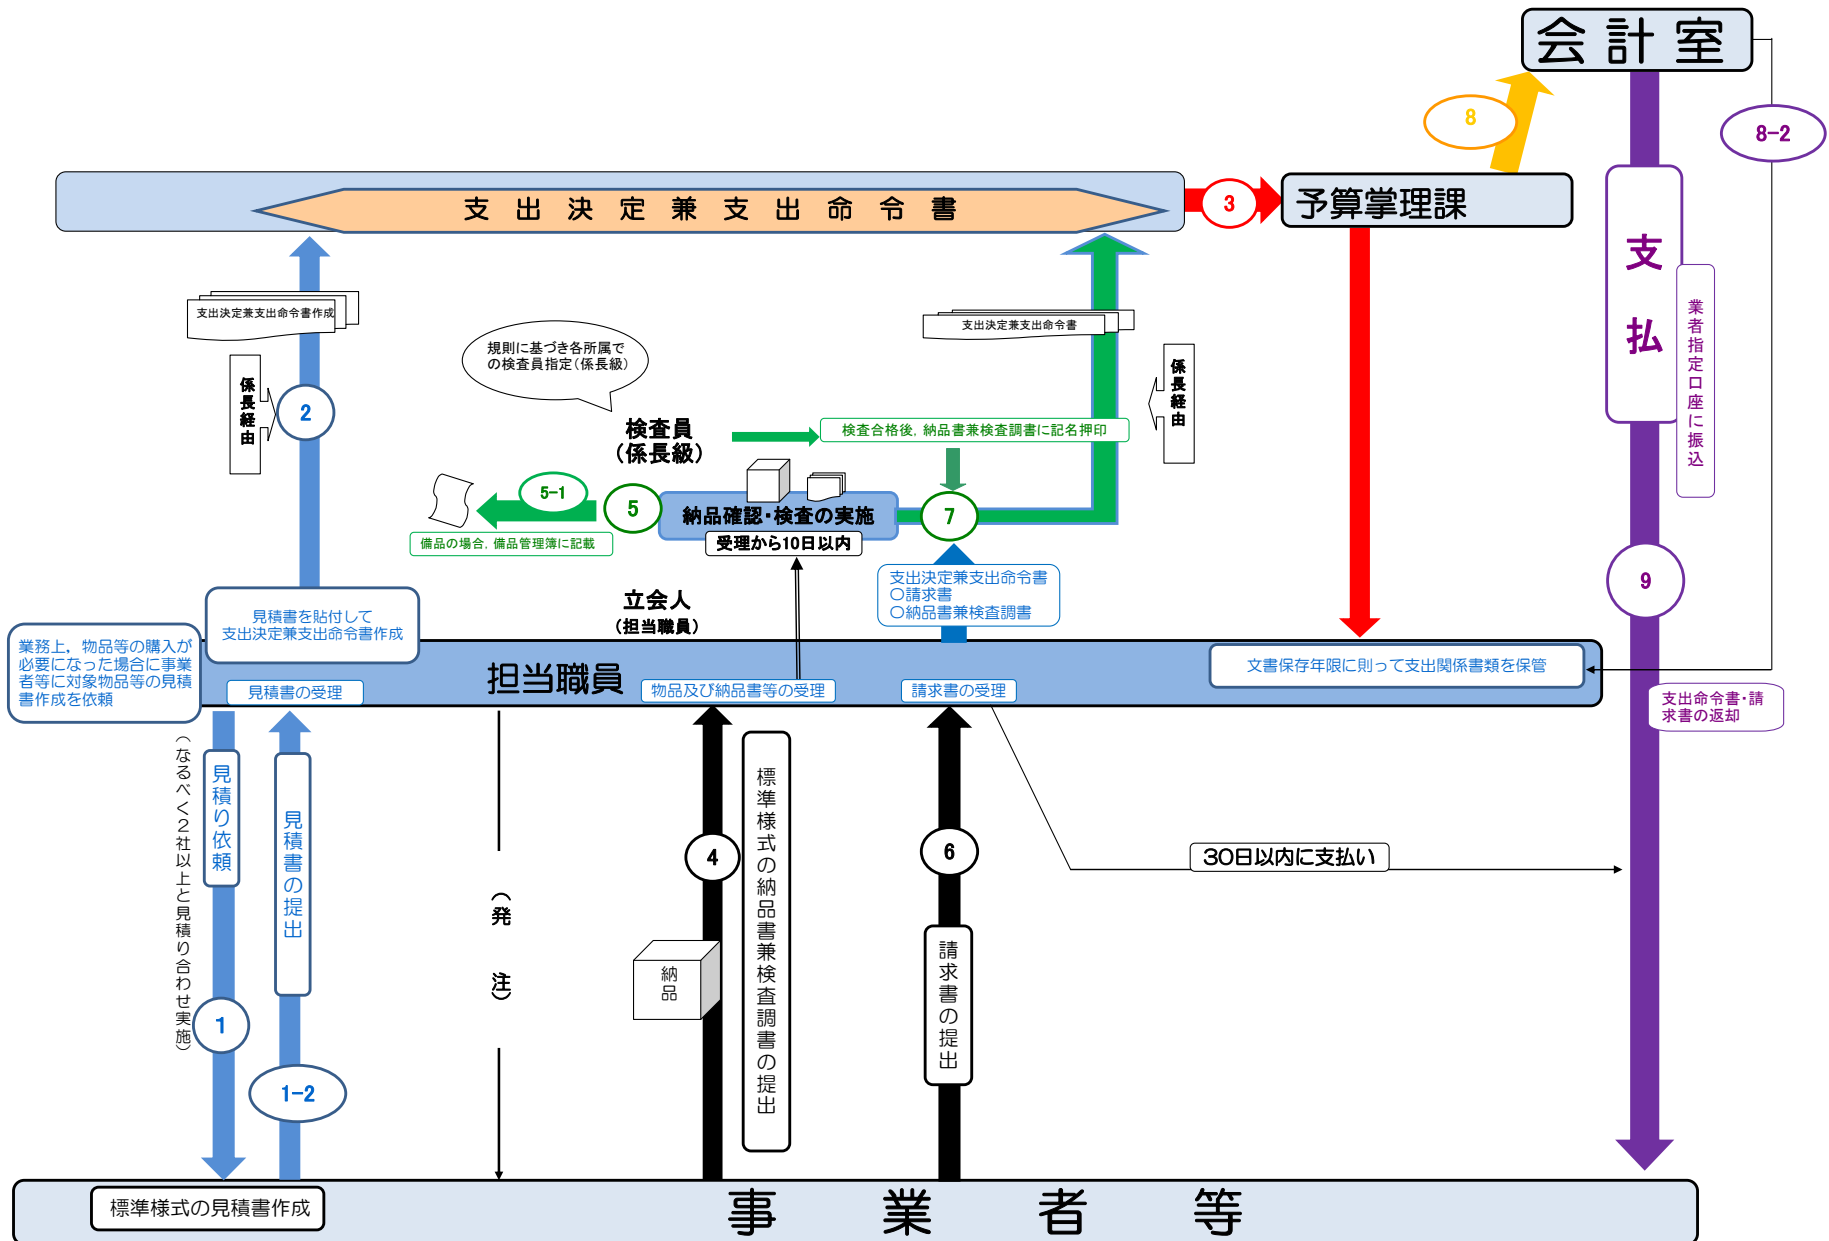 会計室
8
8-2
支出決定兼支出命令書
3
予算掌理課
支払
業者指定口座に振込
支出決定兼支出命令書作成
支出決定兼支出命令書
規則に基づき各所属で
の検査員指定(係長級)
係長経由
2
係長経由
検査員
(係長級)
検査合格後,納品書兼検査調書に記名押印
5-1
5
納品確認・検査の実施
7
備品の場合,備品管理簿に記載
受理から10日以内
9
支出決定兼支出命令書
○請求書
○納品書兼検査調書
立会人
(担当職員)
見積書を貼付して
支出決定兼支出命令書作成
業務上,物品等の購入が
必要になった場合に事業
者等に対象物品等の見積
書作成を依頼
担当職員
文書保存年限に則って支出関係書類を保管
見積書の受理
物品及び納品書等の受理
請求書の受理
支出命令書・請
求書の返却
(なるべく2社以上と見積り合わせ実施)
見積り依頼
見積書の提出
標準様式の納品書兼検査調書の提出
4
6
30日以内に支払い
(発注)
納品
請求書の提出
1
1-2
標準様式の見積書作成
事業者等